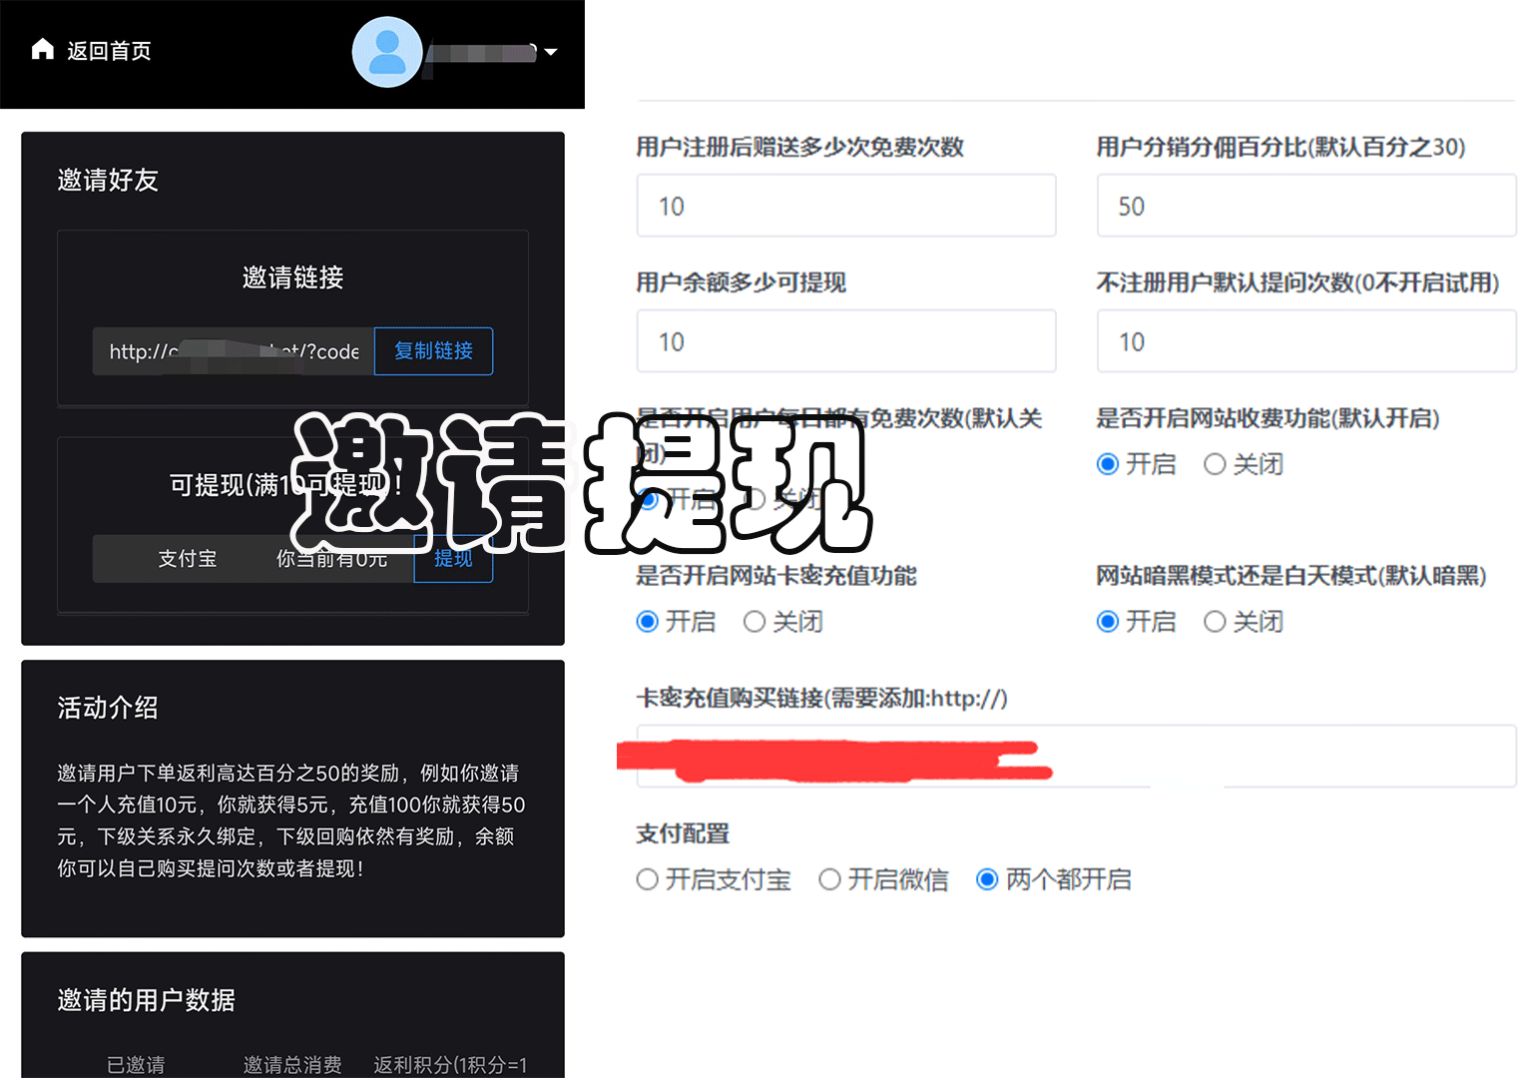 返回首页
邀请好友
邀请链接
http://c
et/?code
复制链接
可提现(满10可提现)!
支付宝
你当前有0元
提现
活动介绍
邀请用户下单返利高达百分之50的奖励，例如你邀请
一个人充值10元，你就获得5元，充值100你就获得50
元，下级关系永久绑定，下级回购依然有奖励，余额
你可以自己购买提问次数或者提现！
邀请的用户数据
已邀请
邀请总消费
返利积分(1积分=1
邀请提现
用户注册后赠送多少次免费次数
10
用户分销分佣百分比(默认百分之30)
50
用户余额多少可提现
10
不注册用户默认提问次数(0不开启试用)
10
是否开启用户每日都有免费次数(默认关
闭)
开启 关闭
是否开启网站收费功能(默认开启)
开启 关闭
是否开启网站卡密充值功能
开启 关闭
网站暗黑模式还是白天模式(默认暗黑)
开启 关闭
卡密充值购买链接(需要添加:http://)
支付配置
开启支付宝 开启微信 两个都开启